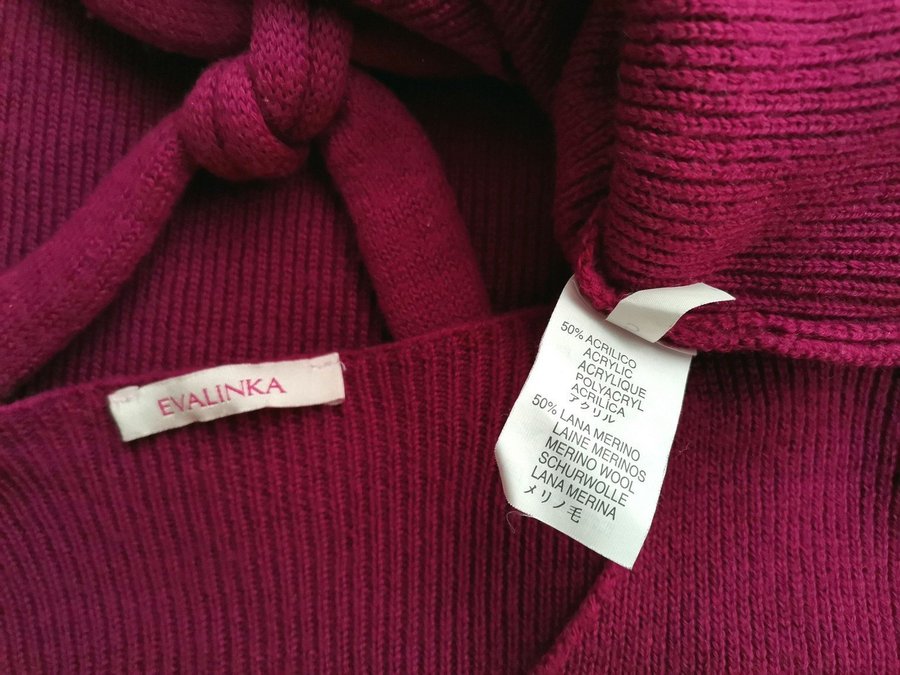 EVALINKA
50% ACRILICO
ACRYLIC
ACRYLIQUE
POLYACRYL
ACRILICA
アクリル
50% LANA MERINO
LAINE MERINOS
MERINO WOOL
SCHURWOLLE
LANA MERINA
メリノ毛